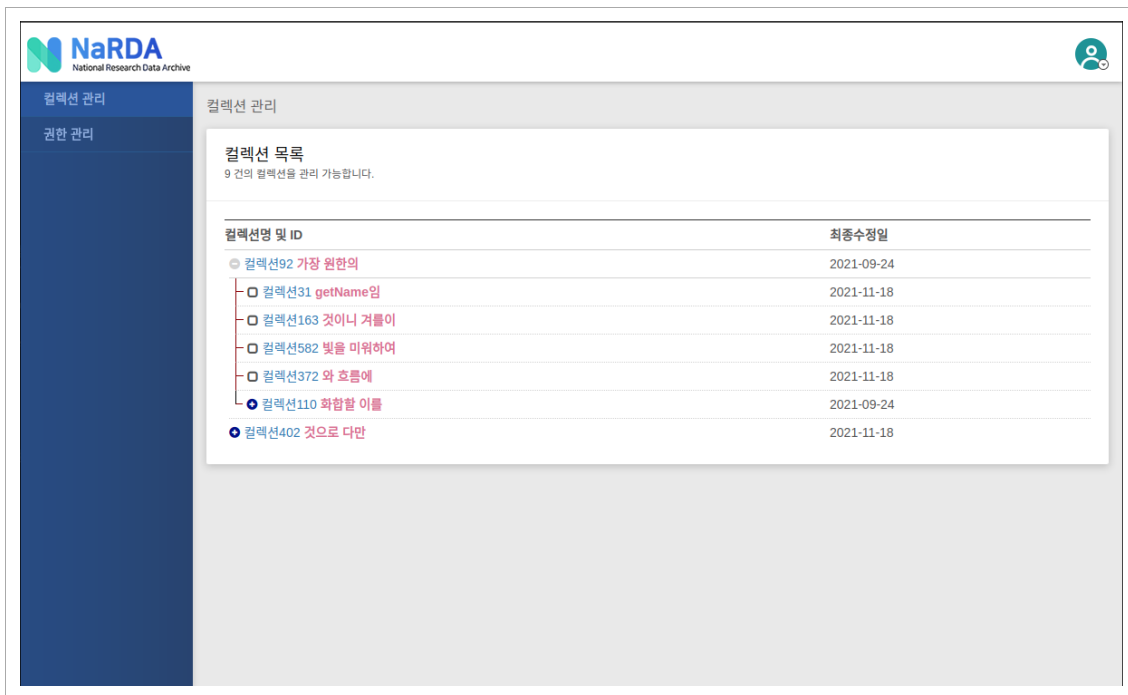 NaRDA
National Research Data Archive
컬렉션 관리
권한 관리
컬렉션 관리
컬렉션 목록
9 건의 컬렉션을 관리 가능합니다.
컬렉션명 및 ID 최종수정일
컬렉션92 가장 원한의 2021-09-24
컬렉션31 getName임 2021-11-18
컬렉션163 것이니 겨를이 2021-11-18
컬렉션582 빛을 미워하여 2021-11-18
컬렉션372 와 흐름에 2021-11-18
컬렉션110 화합할 이를 2021-09-24
컬렉션402 것으로 다만 2021-11-18